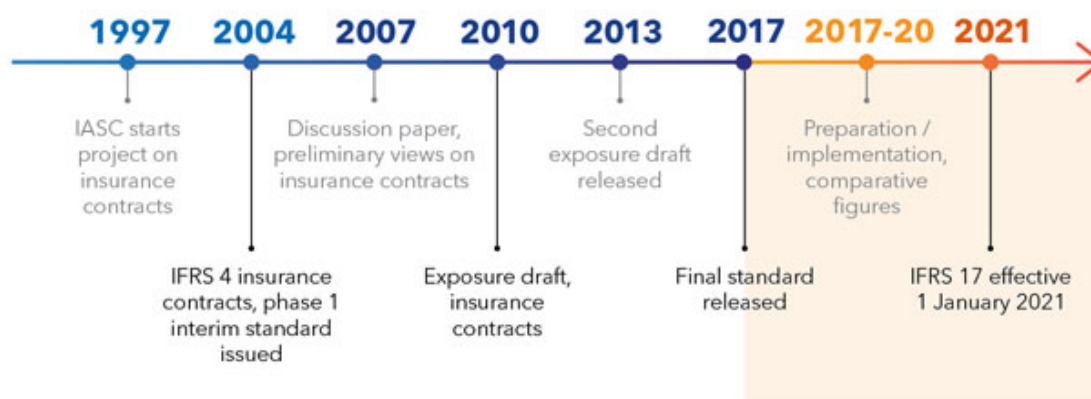 1997 2004 2007 2010 2013 2017 2017-20 2021
IASC starts
project on
insurance
contracts
Discussion paper,
preliminary views on
insurance contracts
Second
exposure draft
released
Preparation /
implementation,
comparative
figures
IFRS 4 insurance
contracts, phase 1
interim standard
issued
Exposure draft,
insurance
contracts
Final standard
released
IFRS 17 effective
1 January 2021